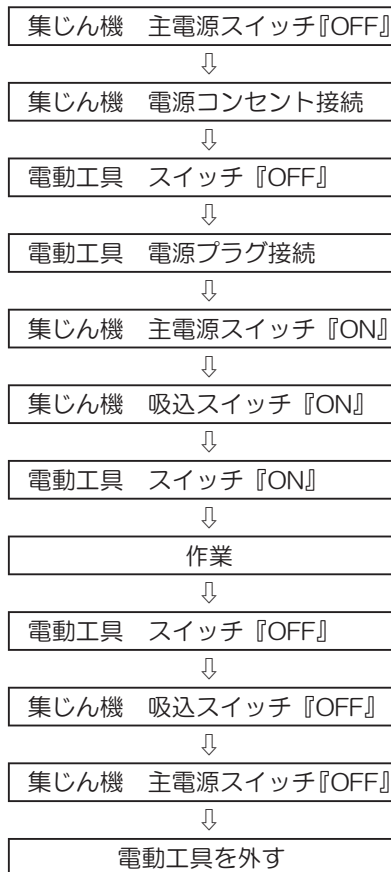 集じん機　主電源スイッチ『OFF』
⇩
集じん機　電源コンセント接続
⇩
電動工具　スイッチ『OFF』
⇩
電動工具　電源プラグ接続
⇩
集じん機　主電源スイッチ『ON』
⇩
集じん機　吸込スイッチ『ON』
⇩
電動工具　スイッチ『ON』
⇩
作業
⇩
電動工具　スイッチ『OFF』
⇩
集じん機　吸込スイッチ『OFF』
⇩
集じん機　主電源スイッチ『OFF』
⇩
電動工具を外す